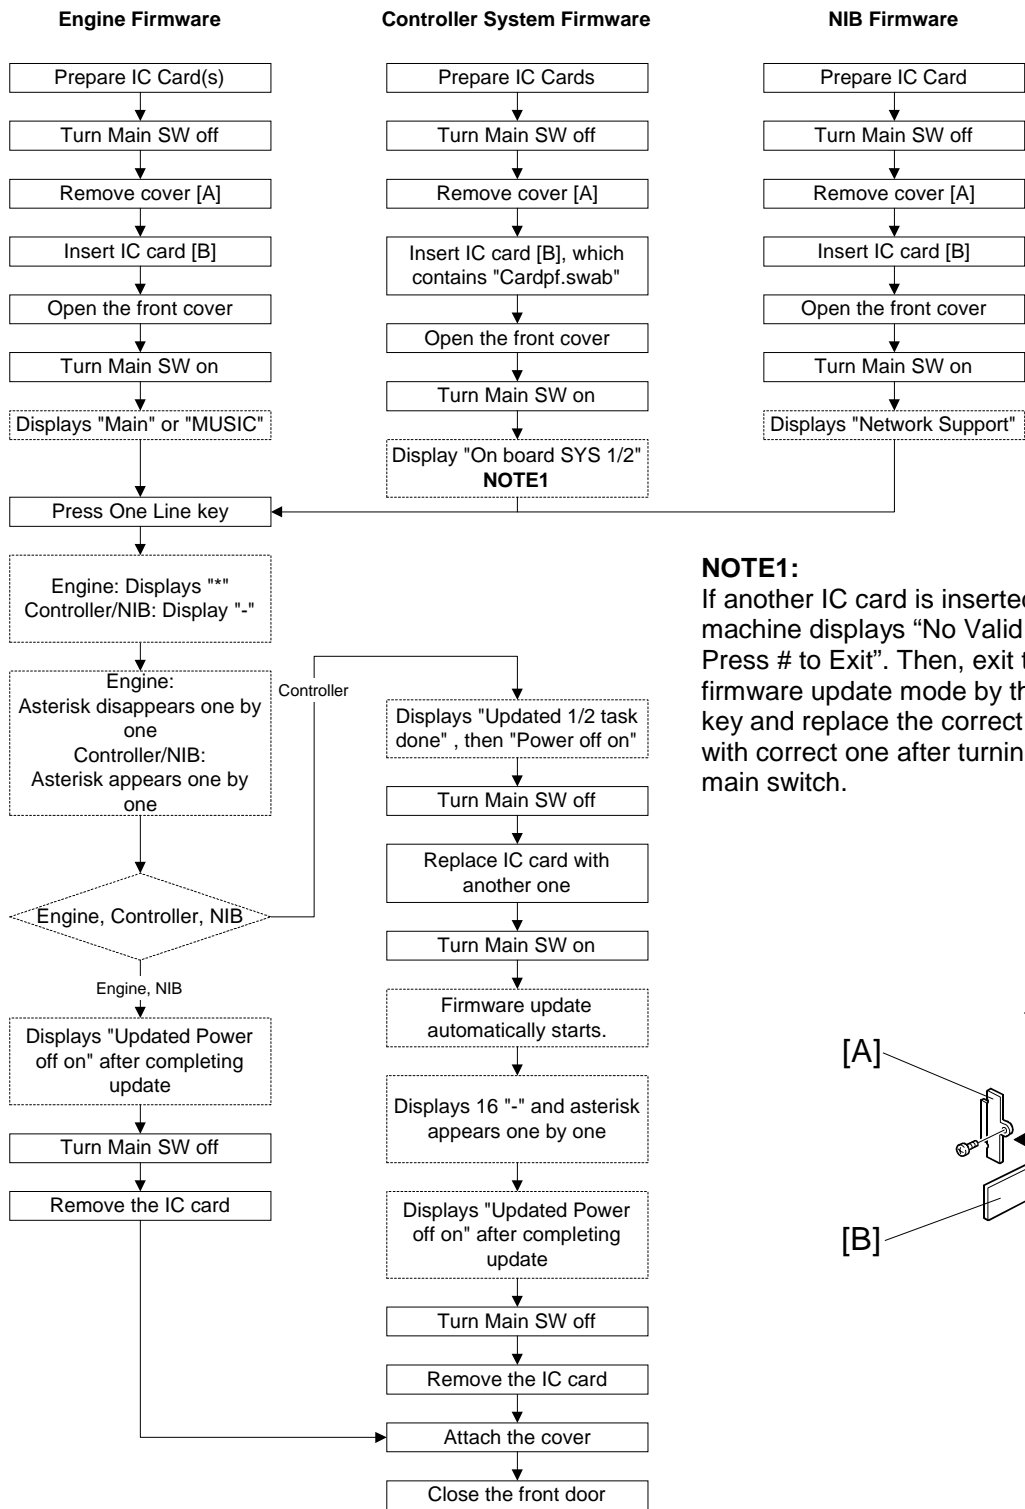 Engine Firmware
Prepare IC Card(s)
Turn Main SW off
Remove cover [A]
Insert IC card [B]
Open the front cover
Turn Main SW on
Displays "Main" or "MUSIC"
Press One Line key
Engine: Displays "*"
Controller/NIB: Display "-"
Engine:
Asterisk disappears one by
one
Controller/NIB:
Asterisk appears one by
one
Engine, Controller, NIB
Controller
Engine, NIB
Displays "Updated Power
off on" after completing
update
Turn Main SW off
Remove the IC card
Controller System Firmware
Prepare IC Cards
Turn Main SW off
Remove cover [A]
Insert IC card [B], which
contains "Cardpf.swab"
Open the front cover
Turn Main SW on
Display "On board SYS 1/2"
NOTE1
Displays "Updated 1/2 task
done" , then "Power off on"
Turn Main SW off
Replace IC card with
another one
Turn Main SW on
Firmware update
automatically starts.
Displays 16 "-" and asterisk
appears one by one
Displays "Updated Power
off on" after completing
update
Turn Main SW off
Remove the IC card
Attach the cover
Close the front door
NIB Firmware
Prepare IC Card
Turn Main SW off
Remove cover [A]
Insert IC card [B]
Open the front cover
Turn Main SW on
Displays "Network Support"
NOTE1:
If another IC card is inserted
machine displays “No Valid
Press # to Exit”. Then, exit
firmware update mode by
key and replace the correct
with correct one after
main switch.
[A]
[B]